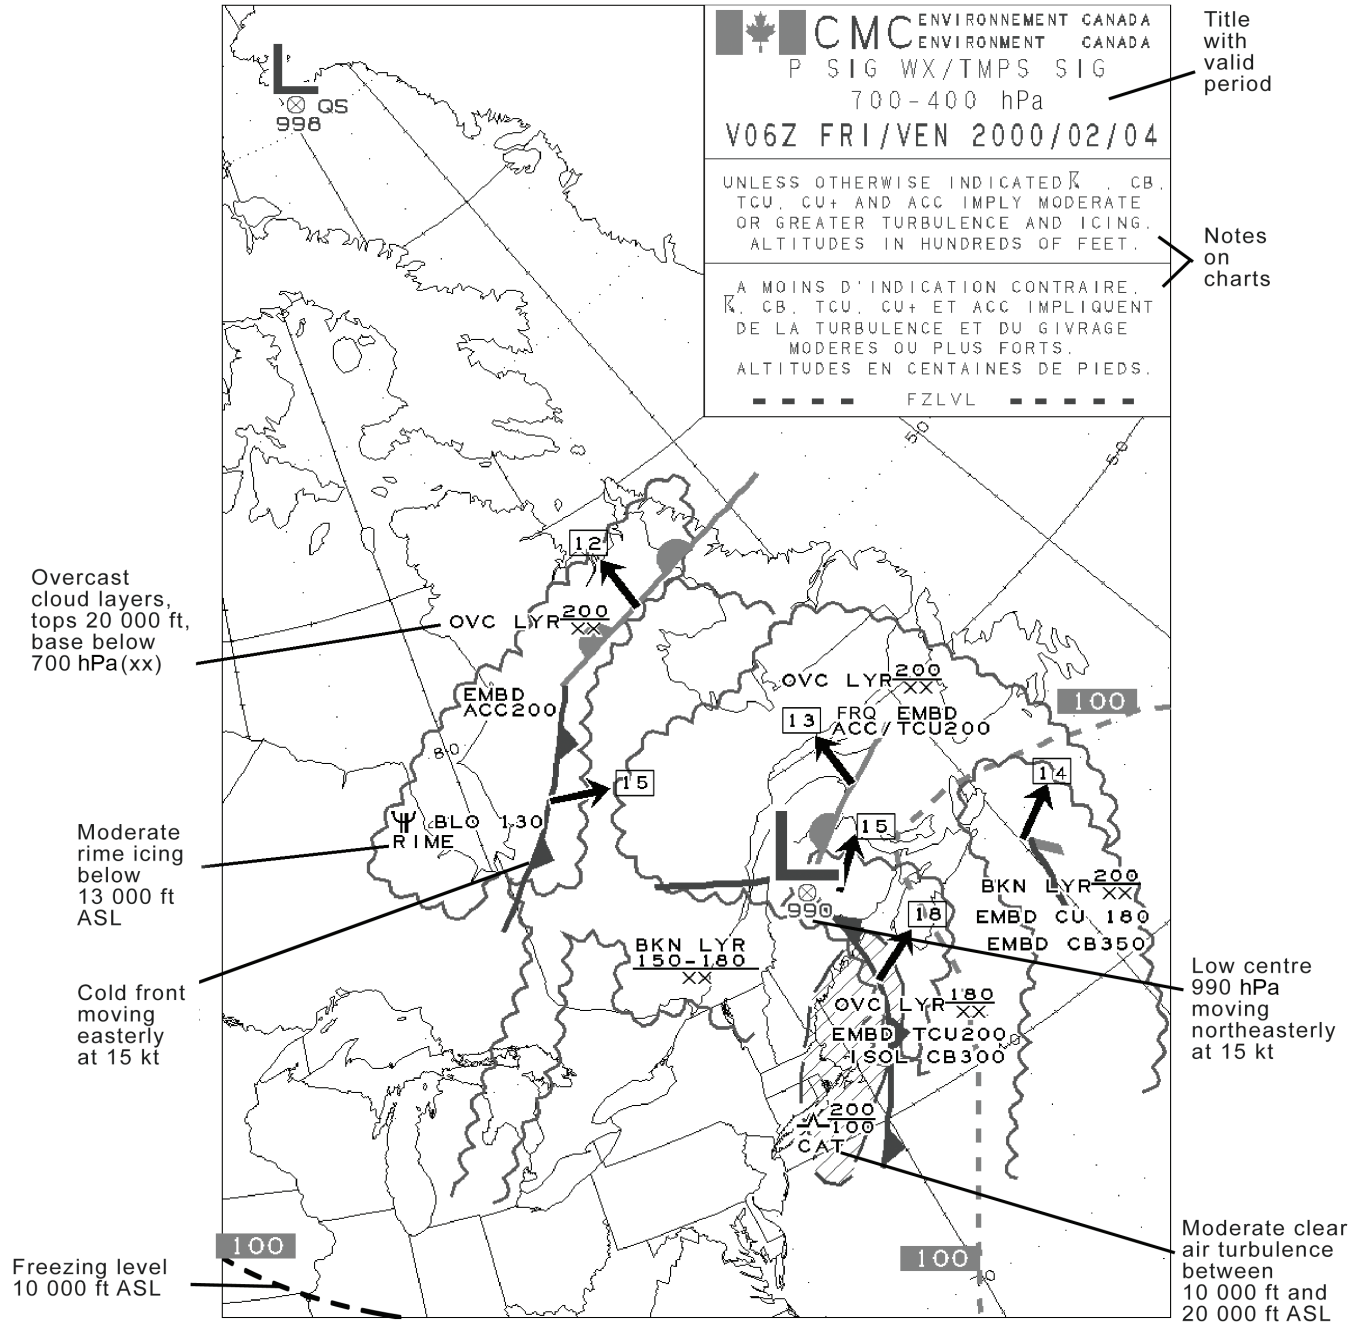 CMC ENVIRONNEMENT CANADA
ENVIRONMENT CANADA
P SIG WX/TMPS SIG
700-400 hPa
V06Z FRI/VEN 2000/02/04
UNLESS OTHERWISE INDICATED , CB,
TCU, CU+ AND ACC IMPLY MODERATE
OR GREATER TURBULENCE AND ICING.
ALTITUDES IN HUNDREDS OF FEET.
A MOINS D'INDICATION CONTRAIRE,
, CB, TCU, CU+ ET ACC IMPLIQUENT
DE LA TURBULENCE ET DU GIVRAGE
MODERES OU PLUS FORTS.
ALTITUDES EN CENTAINES DE PIEDS.
FZLVL
Title
with
valid
period
Notes
on
charts
L
QS
998
50
50
12
Overcast
cloud layers,
tops 20 000 ft,
base below
700 hPa (xx)
OVC LYR 200
XX
EMBD
ACC200
80
15
BLO 130
RIME
Moderate
rime icing
below
13 000 ft
ASL
Cold front
moving
easterly
at 15 kt
OVC LYR 200
XX
13
FRQ EMBD
ACC/TCU200
100
14
15
L
990
18
BKN LYR 200
XX
EMBD CU 180
EMBD CB350
BKN LYR
150-180
XX
OVC LYR 180
XX
EMBD TCU200
ISOL CB300
200
100
CAT
Low centre
990 hPa
moving
northeasterly
at 15 kt
Moderate clear
air turbulence
between
10 000 ft and
20 000 ft ASL
100
100
Freezing level
10 000 ft ASL